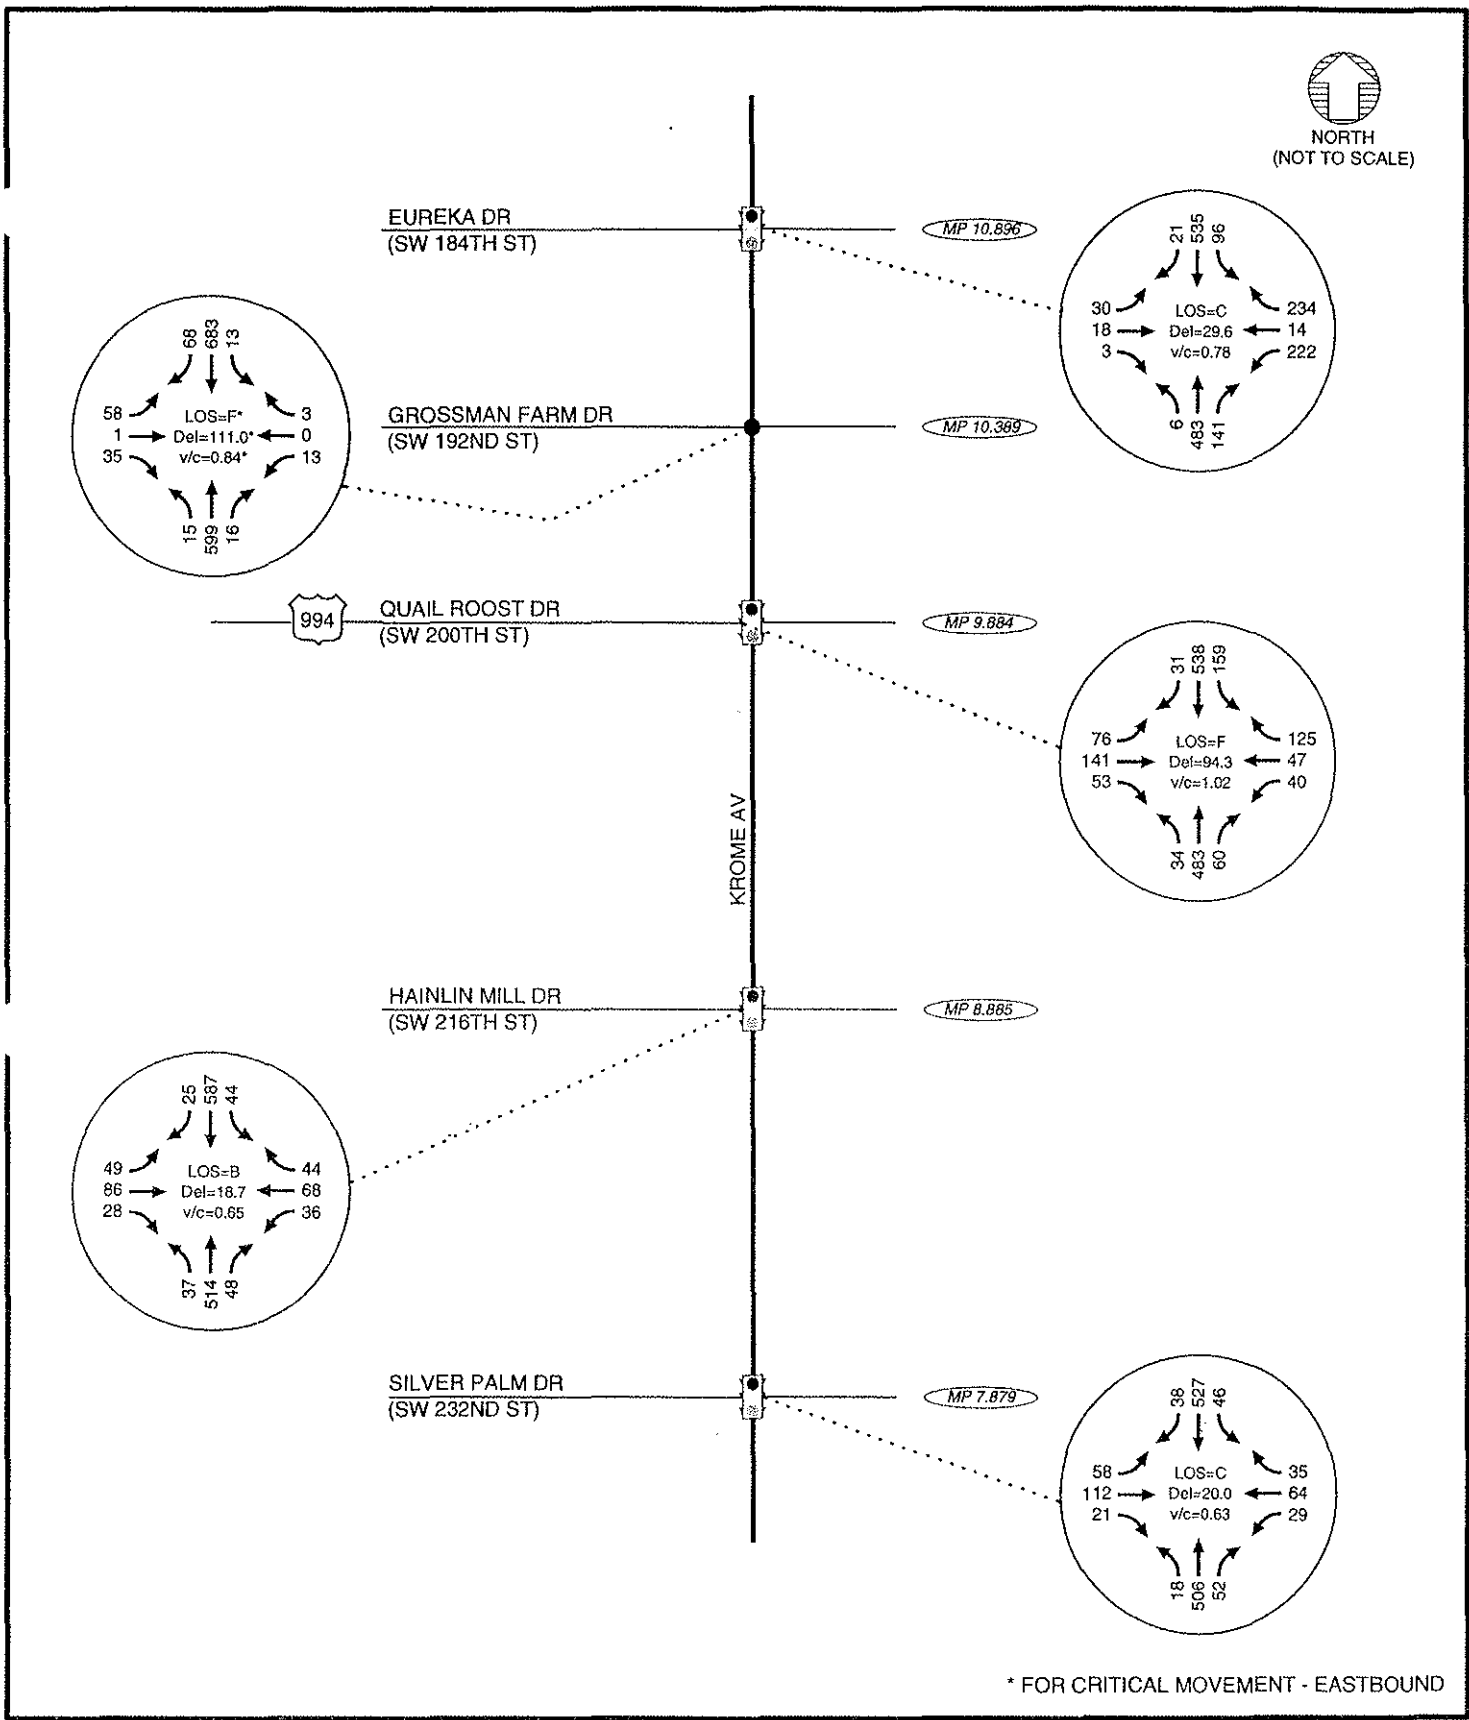 NORTH
(NOT TO SCALE)
EUREKA DR
(SW 184TH ST)
MP 10.896
21 535 96
30
18
3
LOS=C
Del=29.6
v/c=0.78
234
14
222
6 483 141
68 683 13
58
1
35
LOS=F*
Del=111.0*
v/c=0.84*
3
0
13
15 599 16
GROSSMAN FARM DR
(SW 192ND ST)
MP 10.389
994
QUAIL ROOST DR
(SW 200TH ST)
MP 9.884
31 538 159
76
141
53
LOS=F
Del=94.3
v/c=1.02
125
47
40
34 483 60
KROME AV
HAINLIN MILL DR
(SW 216TH ST)
MP 8.885
25 587 44
49
86
28
LOS=B
Del=18.7
v/c=0.65
44
68
36
37 514 48
SILVER PALM DR
(SW 232ND ST)
MP 7.879
38 527 46
58
112
21
LOS=C
Del=20.0
v/c=0.63
35
64
29
18 506 52
* FOR CRITICAL MOVEMENT - EASTBOUND